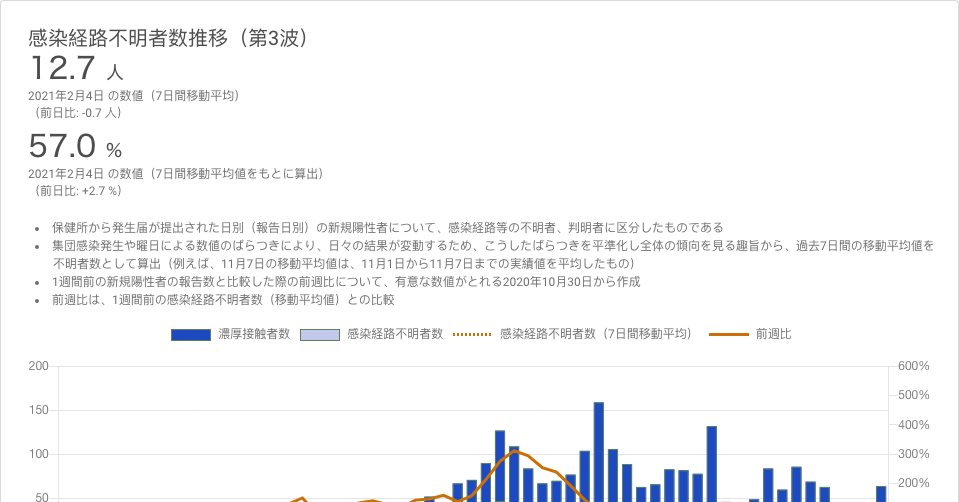 感染経路不明者数推移（第3波）
12.7 人
2021年2月4日 の数値（7日間移動平均）
（前日比: -0.7 人）
57.0 %
2021年2月4日 の数値（7日間移動平均値をもとに算出）
（前日比: +2.7 %）
• 保健所から発生届が提出された日別（報告日別）の新規陽性者について、感染経路等の不明者、判明者に区分したものである
• 集団感染発生や曜日による数値のばらつきにより、日々の結果が変動するため、こうしたばらつきを平準化し全体の傾向を見る趣旨から、過去7日間の移動平均値を
不明者数として算出（例えば、11月7日の移動平均値は、11月1日から11月7日までの実績値を平均したもの）
• 1週間前の新規陽性者の報告数と比較した際の前週比について、有意な数値がとれる2020年10月30日から作成
• 前週比は、1週間前の感染経路不明者数（移動平均値）との比較
濃厚接触者数 感染経路不明者数 感染経路不明者数（7日間移動平均） 前週比
200 600%
500%
150
400%
100 300%
200%
50